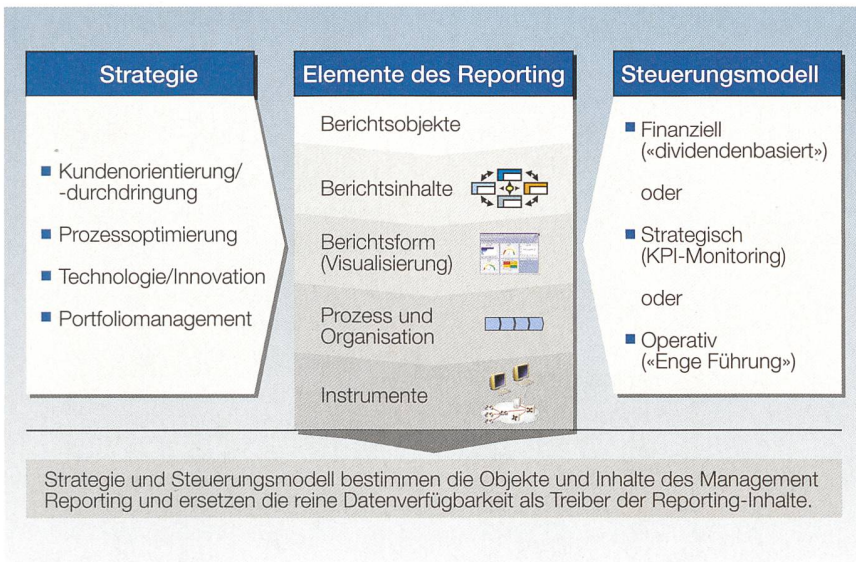 Strategie
Kundenorientierung/
-durchdringung
Prozessoptimierung
Technologie/Innovation
Portfoliomanagement
Elemente des Reporting
Berichtsobjekte
Berichtsinhalte
Berichtsform
(Visualisierung)
Prozess und
Organisation
Instrumente
Steuerungsmodell
Finanziell
(«dividendenbasiert»)
oder
Strategisch
(KPI-Monitoring)
oder
Operativ
(«Enge Führung»)
Strategie und Steuerungsmodell bestimmen die Objekte und Inhalte des Management
Reporting und ersetzen die reine Datenverfügbarkeit als Treiber der Reporting-Inhalte.